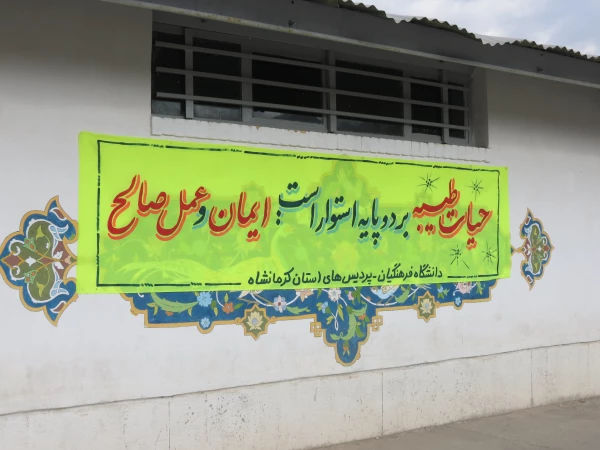 حیات طیبه بر دو پایه استوار است: ایمان و عمل صالح
دانشگاه فرهنگیان - پردیس های استان کرمانشاه